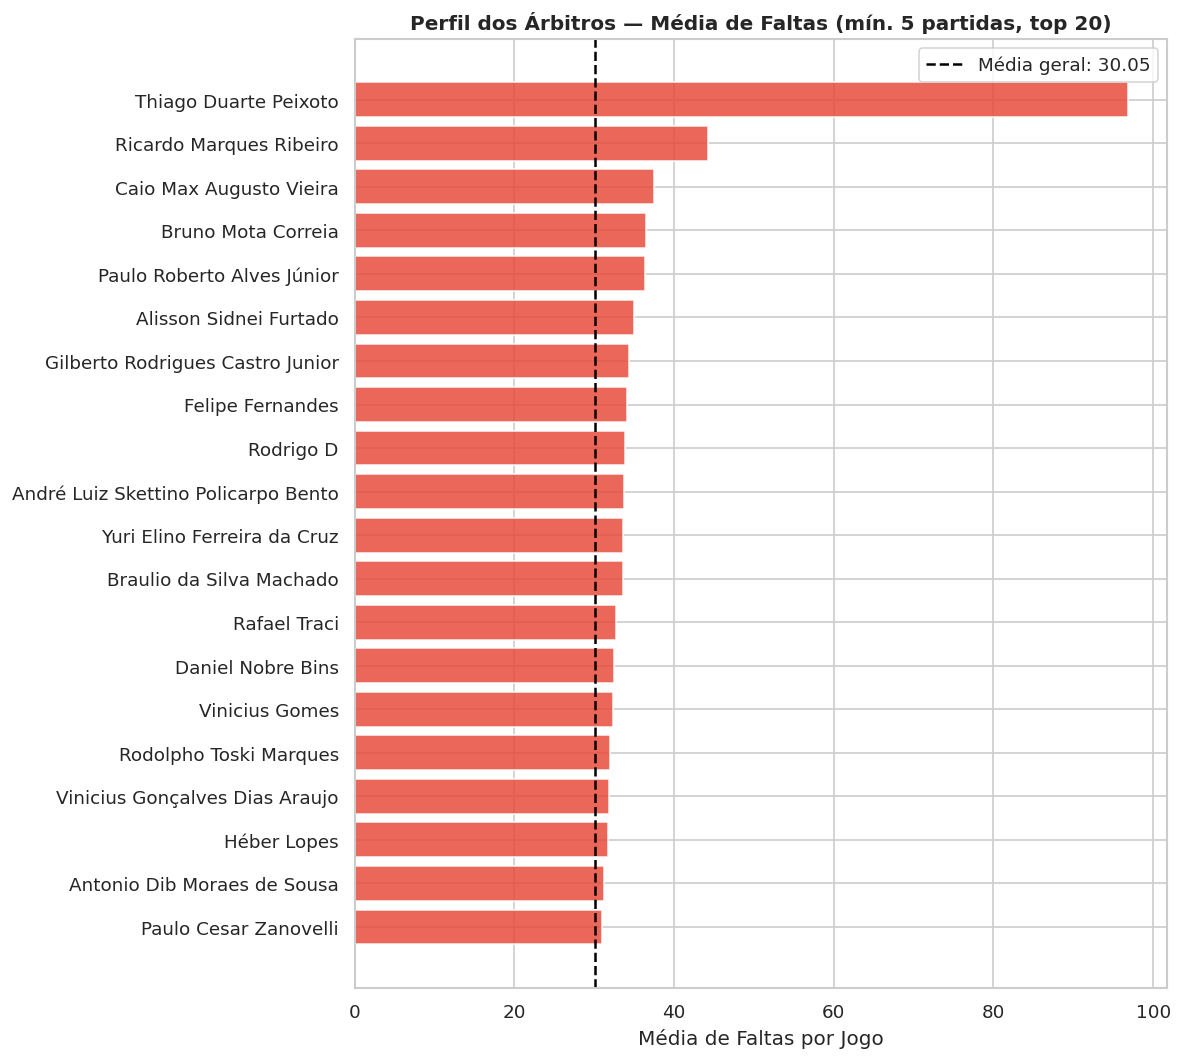 Perfil dos Árbitros — Média de Faltas (mín. 5 partidas, top 20)
Média geral: 30.05
Thiago Duarte Peixoto
Ricardo Marques Ribeiro
Caio Max Augusto Vieira
Bruno Mota Correia
Paulo Roberto Alves Júnior
Alisson Sidnei Furtado
Gilberto Rodrigues Castro Junior
Felipe Fernandes
Rodrigo D
André Luiz Skettino Policarpo Bento
Yuri Elino Ferreira da Cruz
Braulio da Silva Machado
Rafael Traci
Daniel Nobre Bins
Vinicius Gomes
Rodolpho Toski Marques
Vinicius Gonçalves Dias Araujo
Héber Lopes
Antonio Dib Moraes de Sousa
Paulo Cesar Zanovelli
0 20 40 60 80 100
Média de Faltas por Jogo